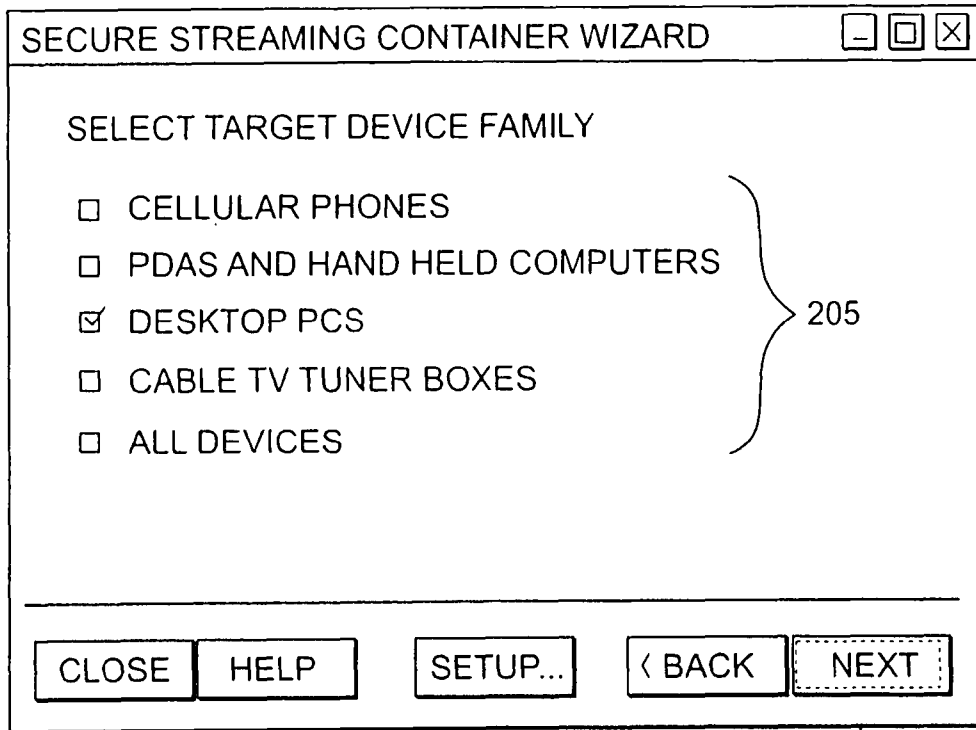 SECURE STREAMING CONTAINER WIZARD
SELECT TARGET DEVICE FAMILY
CELLULAR PHONES
PDAS AND HAND HELD COMPUTERS
DESKTOP PCS
CABLE TV TUNER BOXES
ALL DEVICES
205
CLOSE HELP SETUP... < BACK NEXT